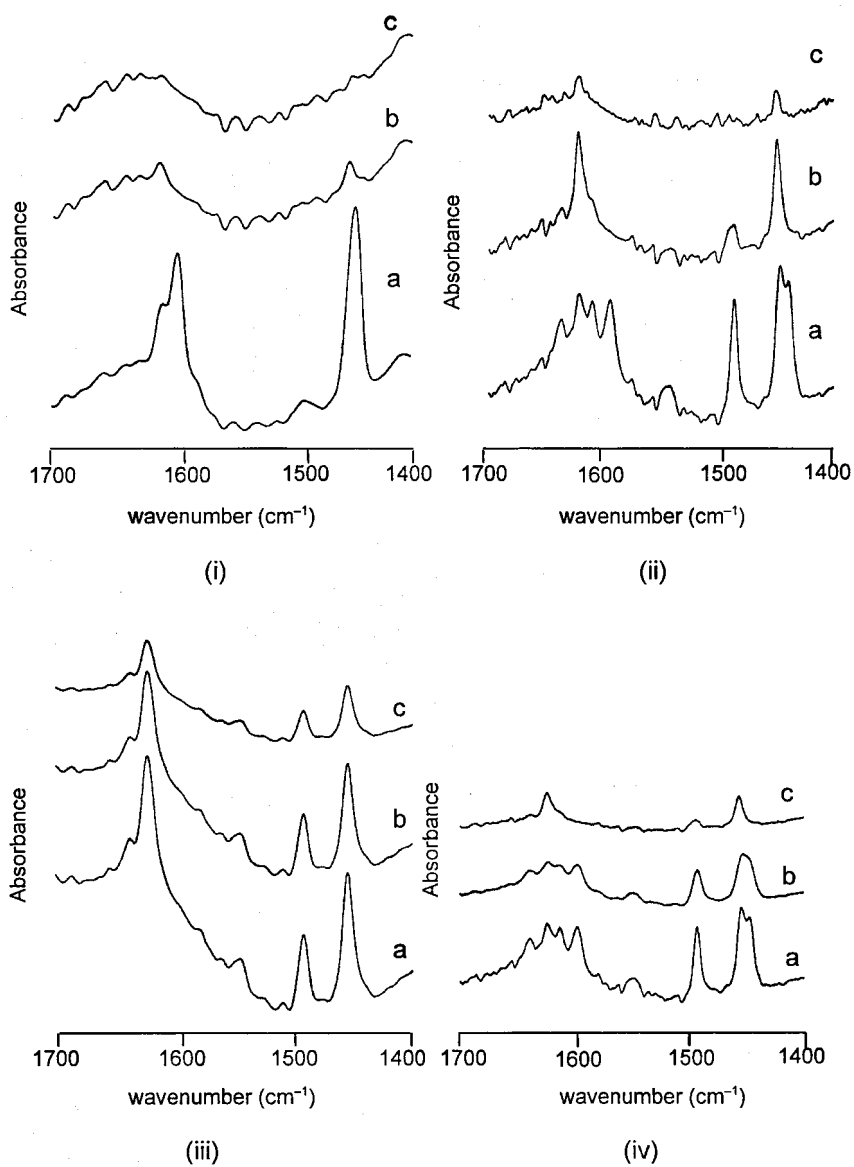 c
b
a
Absorbance
1700 1600 1500 1400
wavenumber (cm⁻¹)
(i)
c
b
a
Absorbance
1700 1600 1500 1400
wavenumber (cm⁻¹)
(ii)
c
b
a
Absorbance
1700 1600 1500 1400
wavenumber (cm⁻¹)
(iii)
c
b
a
Absorbance
1700 1600 1500 1400
wavenumber (cm⁻¹)
(iv)